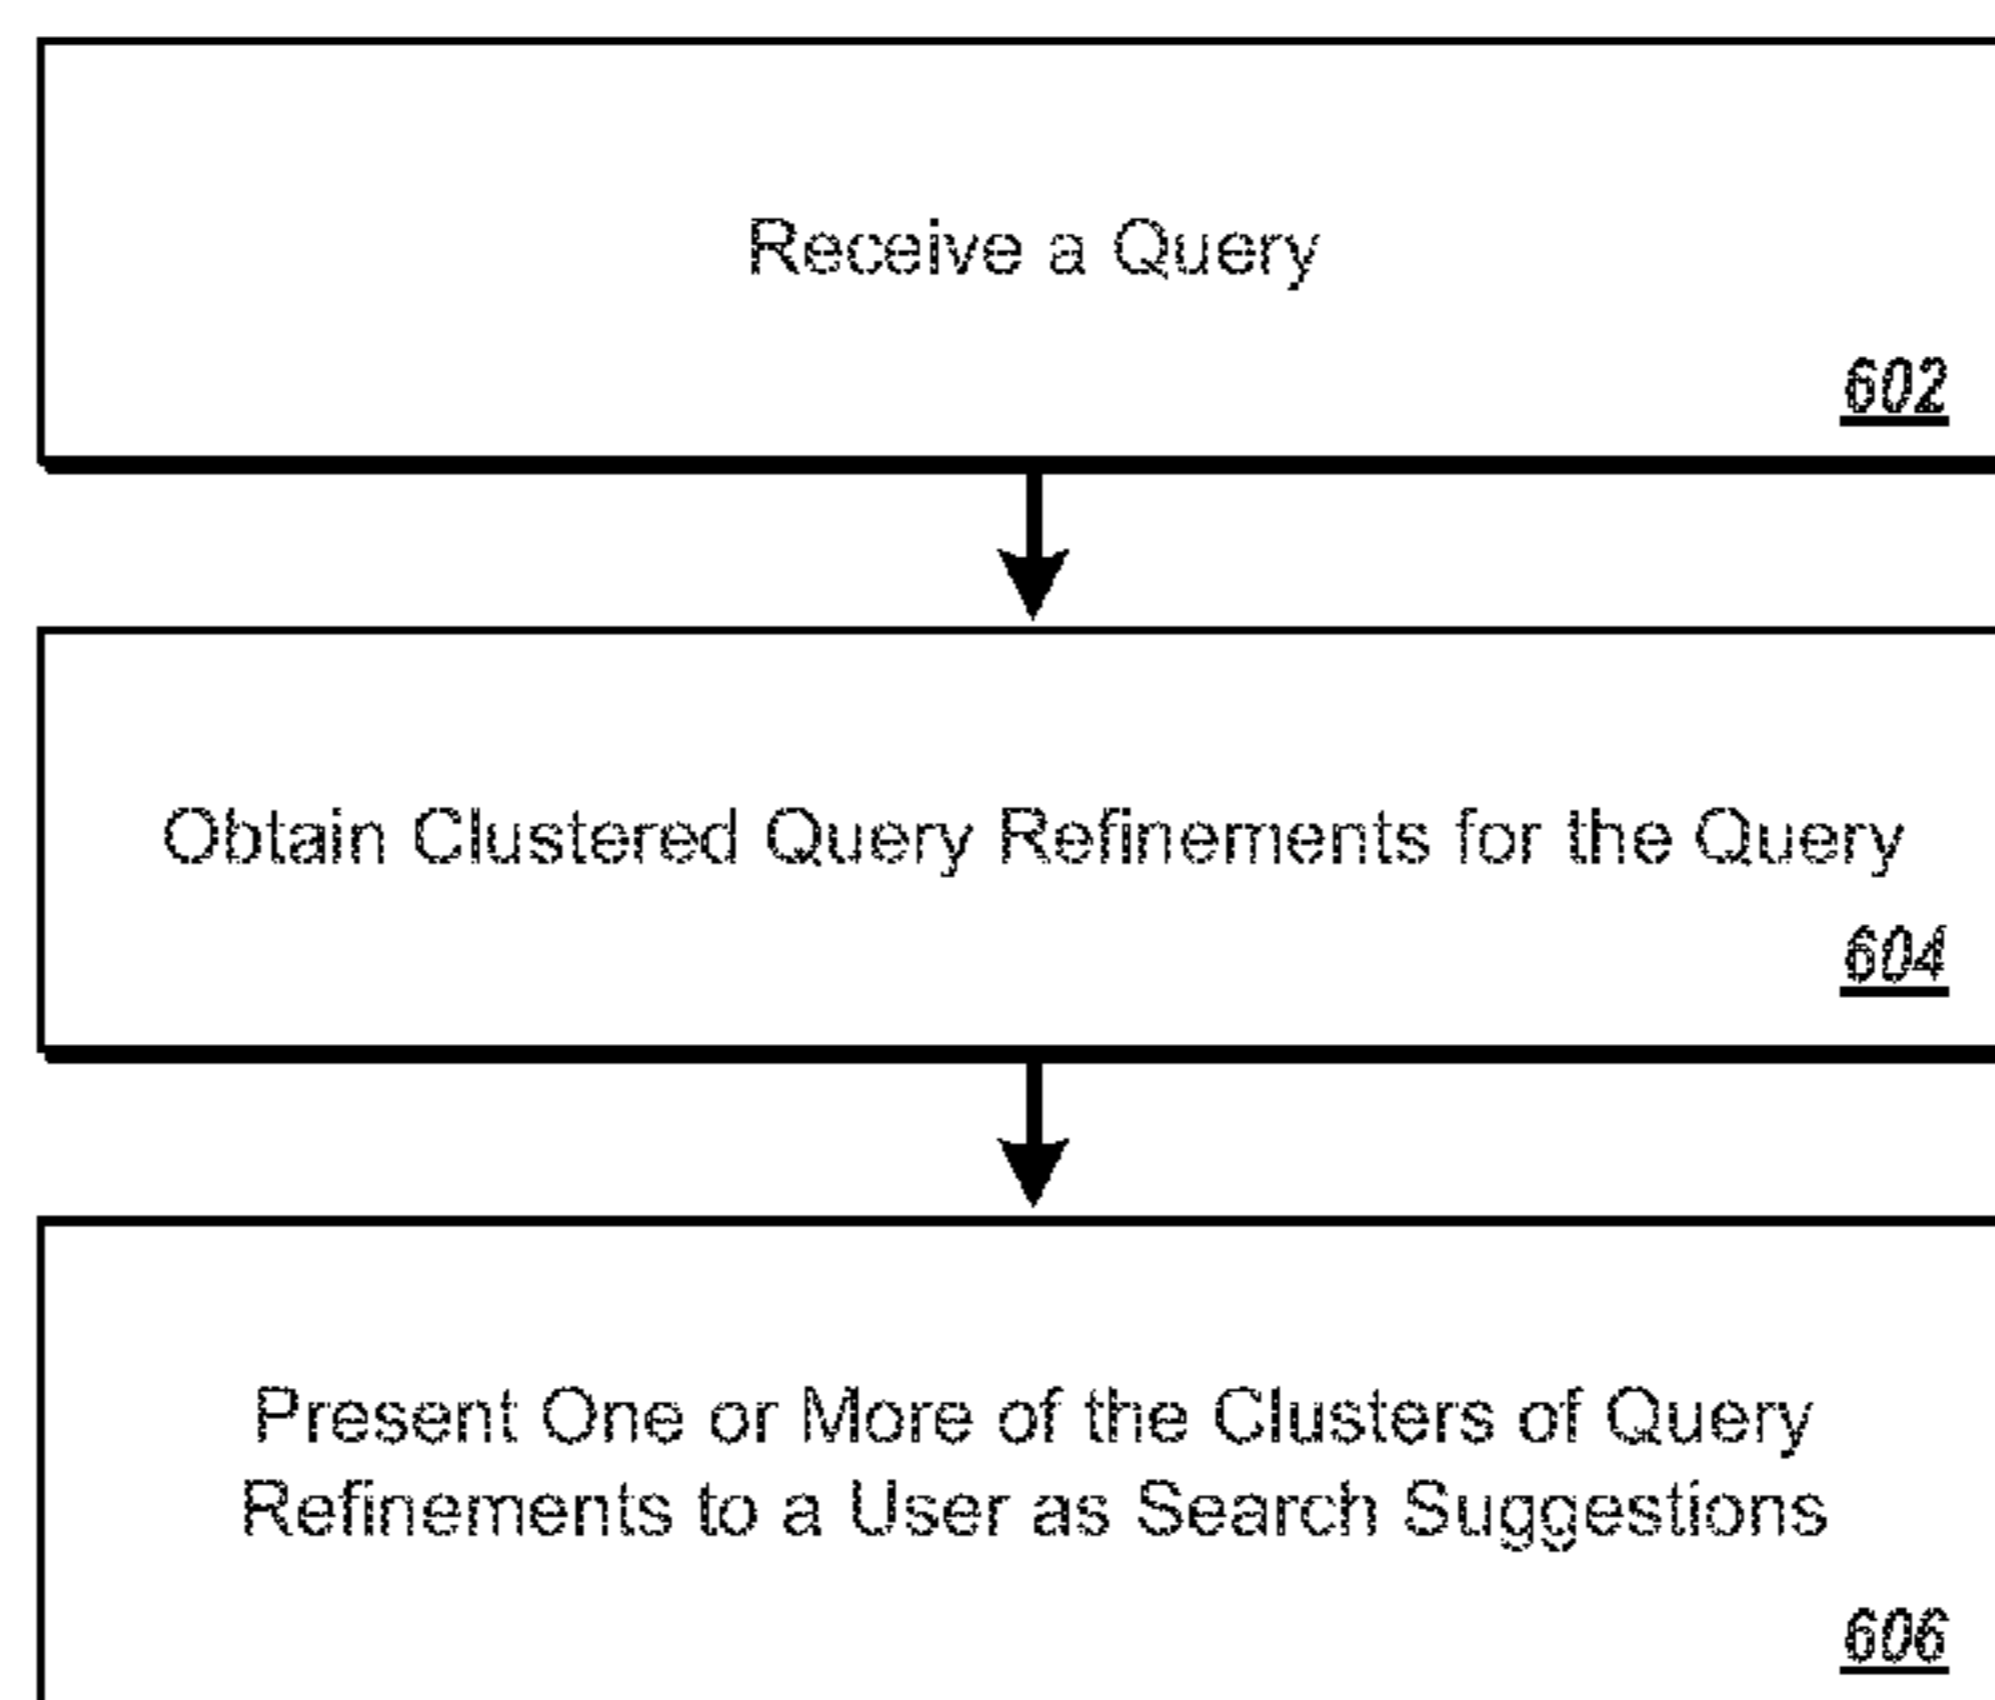 Receive a Query
602
Obtain Clustered Query Refinements for the Query
604
Present One or More of the Clusters of Query
Refinements to a User as Search Suggestions
606